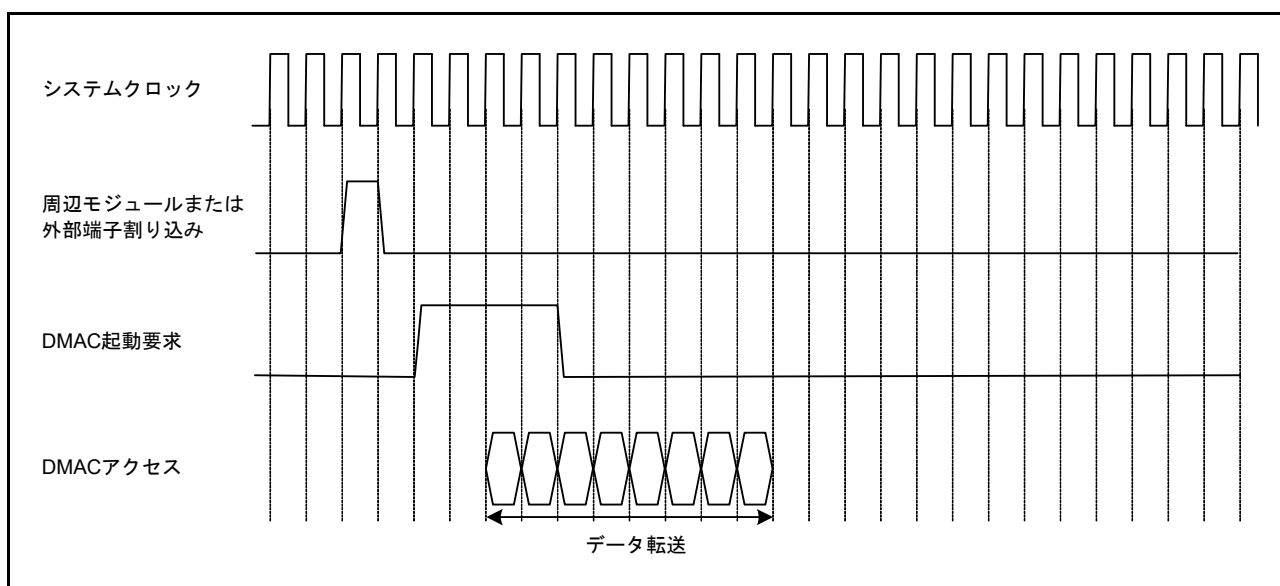 システムクロック
周辺モジュールまたは
外部端子割り込み
DMAC起動要求
DMACアクセス
データ転送